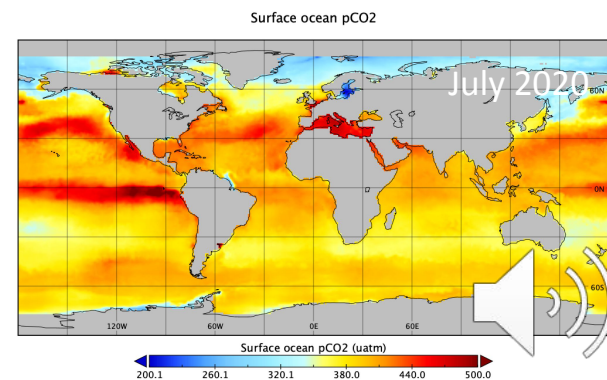 Surface ocean pCO2
July 2020
60N
0N
60S
120W 60W 0E 60E
Surface ocean pCO2 (uatm)
200.1 260.1 320.1 380.0 440.0 500.0